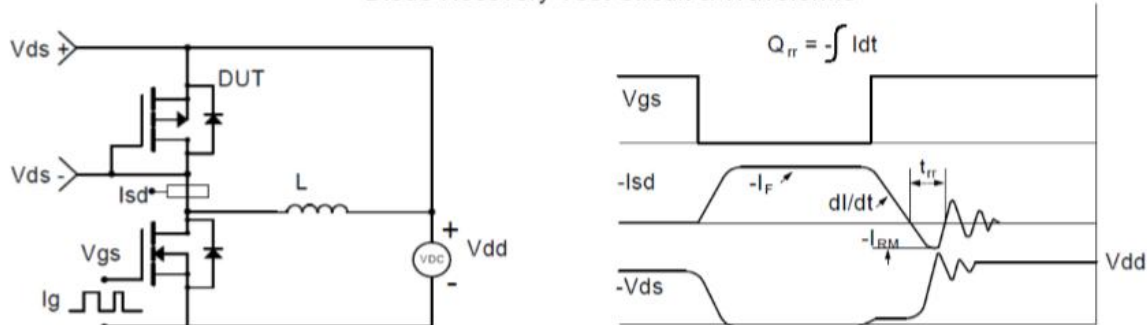 Vds +
DUT
Vds -
Isd
L
Vgs
+
VDC
-
Vdd
Ig
Qrr = -∫ Idt
Vgs
-Isd
-IF
dI/dt
trr
-IRM
-Vds
Vdd